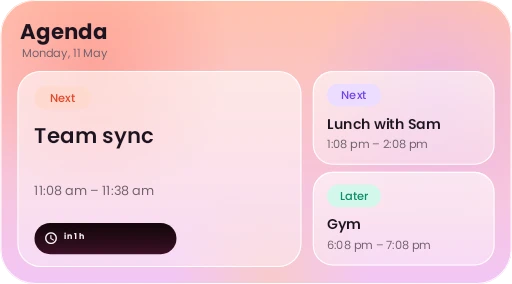 Agenda
Monday, 11 May
Next
Team sync
11:08 am – 11:38 am
in 1 h
Next
Lunch with Sam
1:08 pm – 2:08 pm
Later
Gym
6:08 pm – 7:08 pm